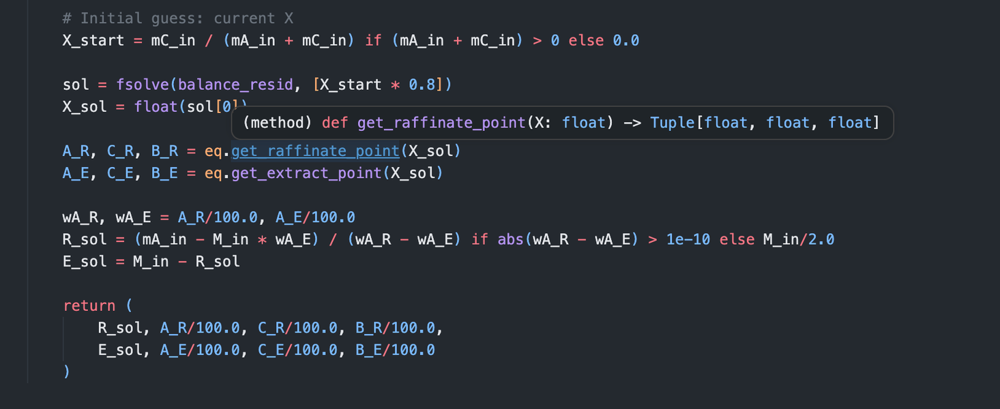 # Initial guess: current X
X_start = mC_in / (mA_in + mC_in) if (mA_in + mC_in) > 0 else 0.0
sol = fsolve(balance_resid, [X_start * 0.8])
X_sol = float(sol[0])
(method) def get_raffinate_point(X: float) -> Tuple[float, float, float]
A_R, C_R, B_R = eq.get_raffinate_point(X_sol)
A_E, C_E, B_E = eq.get_extract_point(X_sol)
wA_R, wA_E = A_R/100.0, A_E/100.0
R_sol = (mA_in - M_in * wA_E) / (wA_R - wA_E) if abs(wA_R - wA_E) > 1e-10 else M_in/2.0
E_sol = M_in - R_sol
return (
R_sol, A_R/100.0, C_R/100.0, B_R/100.0,
E_sol, A_E/100.0, C_E/100.0, B_E/100.0
)